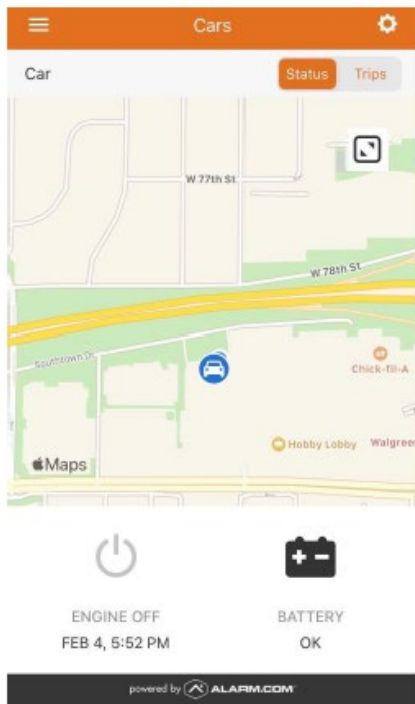 Cars
Car
Status
Trips
W 77th St
W 78th St
Southtown Dr
Chick-fil-A
Hobby Lobby
Walgree
Maps
ENGINE OFF
FEB 4, 5:52 PM
BATTERY
OK
powered by ALARM.COM